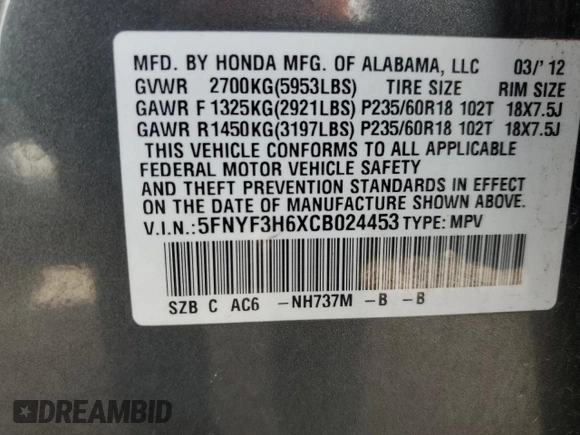 MFD. BY HONDA MFG. OF ALABAMA, LLC 03/'12
GVWR 2700KG(5953LBS) TIRE SIZE RIM SIZE
GAWR F 1325KG(2921LBS) P235/60R18 102T 18X7.5J
GAWR R 1450KG(3197LBS) P235/60R18 102T 18X7.5J
THIS VEHICLE CONFORMS TO ALL APPLICABLE
FEDERAL MOTOR VEHICLE SAFETY
AND THEFT PREVENTION STANDARDS IN EFFECT
ON THE DATE OF MANUFACTURE SHOWN ABOVE.
V.I.N.:5FNYF3H6XCB024453 TYPE: MPV
SZB C AC6 -NH737M -B -B
DREAMBID